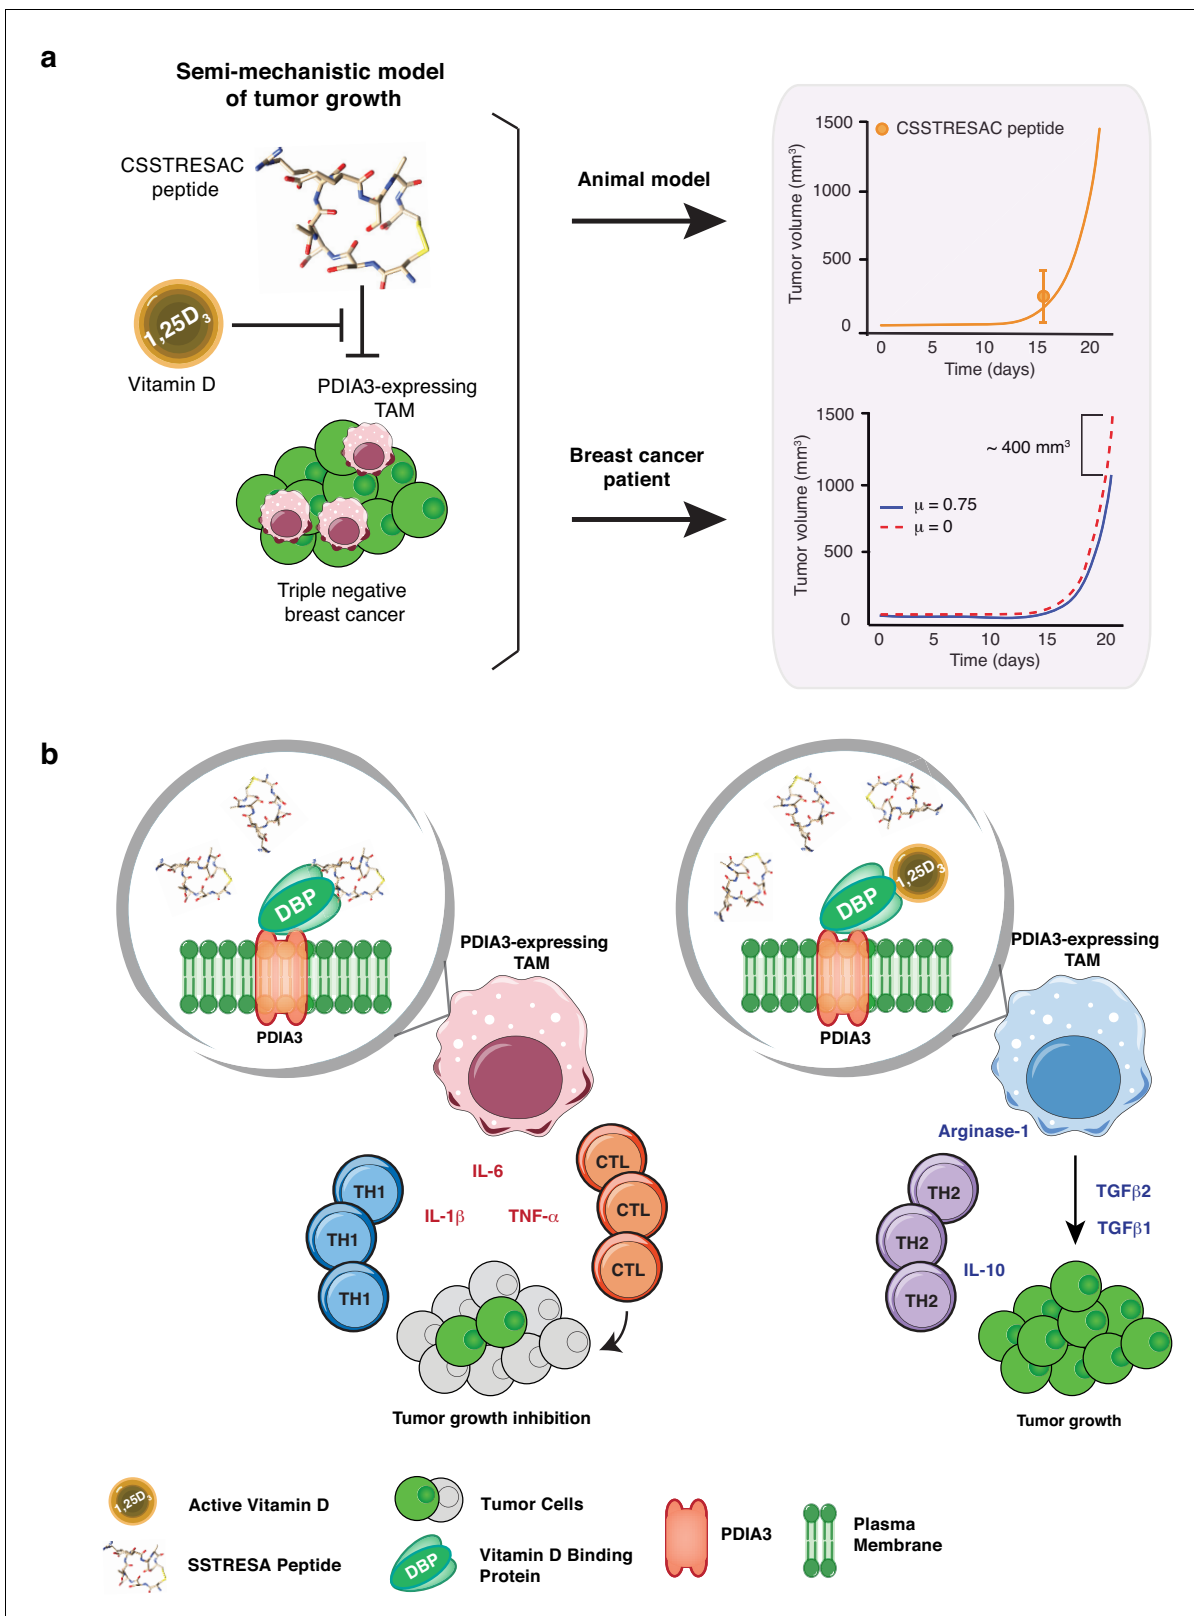 a
Semi-mechanistic model
of tumor growth
CSSTRESAC
peptide
1,25D3
Vitamin D
PDIA3-expressing
TAM
Triple negative
breast cancer
Animal model
Breast cancer
patient
CSSTRESAC peptide
Tumor volume (mm³)
1500
1000
500
0
0 5 10 15 20
Time (days)
Tumor volume (mm³)
1500
1000
500
0
~ 400 mm³
μ = 0.75
μ = 0
0 5 10 15 20
Time (days)
b
DBP
PDIA3
PDIA3-expressing
TAM
TH1
TH1
TH1
IL-6
IL-1β
TNF-α
CTL
CTL
CTL
Tumor growth inhibition
DBP
1,25D3
PDIA3
PDIA3-expressing
TAM
Arginase-1
TH2
TH2
TH2
TGFβ2
TGFβ1
IL-10
Tumor growth
1,25D3
Active Vitamin D
Tumor Cells
PDIA3
Plasma
Membrane
SSTRESA Peptide
DBP
Vitamin D Binding
Protein